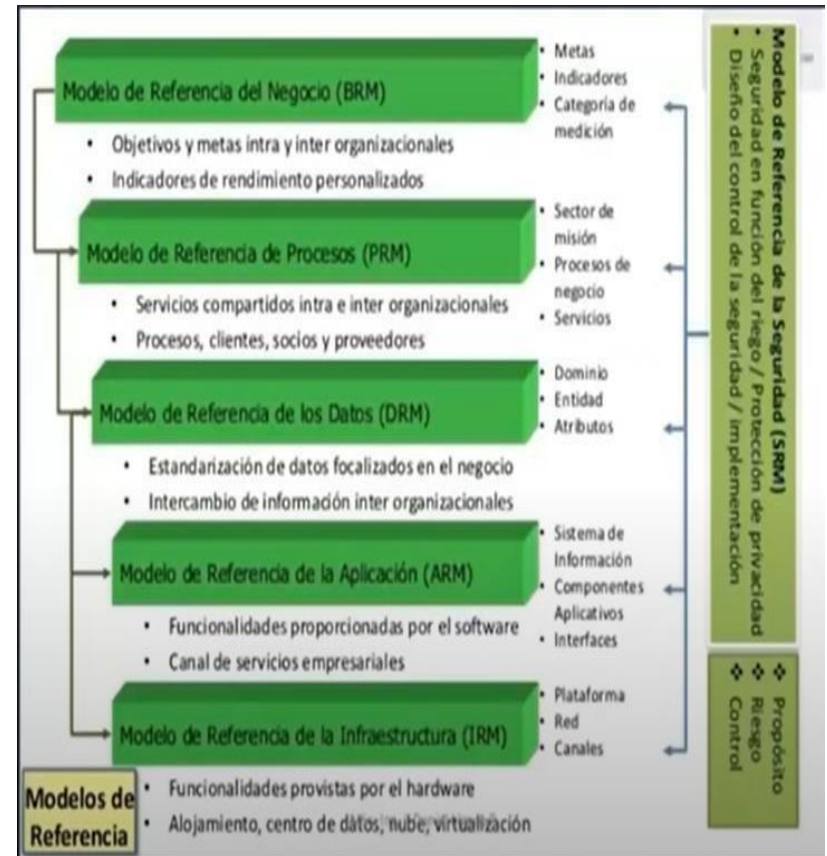 Modelo de Referencia del Negocio (BRM)
• Objetivos y metas intra y inter organizacionales
• Indicadores de rendimiento personalizados
• Metas
• Indicadores
• Categoría de
medición
Modelo de Referencia de Procesos (PRM)
• Servicios compartidos intra e inter organizacionales
• Procesos, clientes, socios y proveedores
• Sector de
misión
• Procesos de
negocio
• Servicios
Modelo de Referencia de los Datos (DRM)
• Estandarización de datos focalizados en el negocio
• Intercambio de información inter organizacionales
• Dominio
• Entidad
• Atributos
Modelo de Referencia de la Aplicación (ARM)
• Funcionalidades proporcionadas por el software
• Canal de servicios empresariales
• Sistema de
Información
• Componentes
Aplicativos
• Interfaces
Modelo de Referencia de la Infraestructura (IRM)
• Funcionalidades provistas por el hardware
• Alojamiento, centro de datos, nube, virtualización
• Plataforma
• Red
• Canales
Modelos de
Referencia
Modelo de Referencia de la Seguridad (SRM)
• Seguridad en función del riego / Protección de privacidad
• Diseño del control de la seguridad / implementación
❖ Propósito
❖ Riesgo
❖ Control